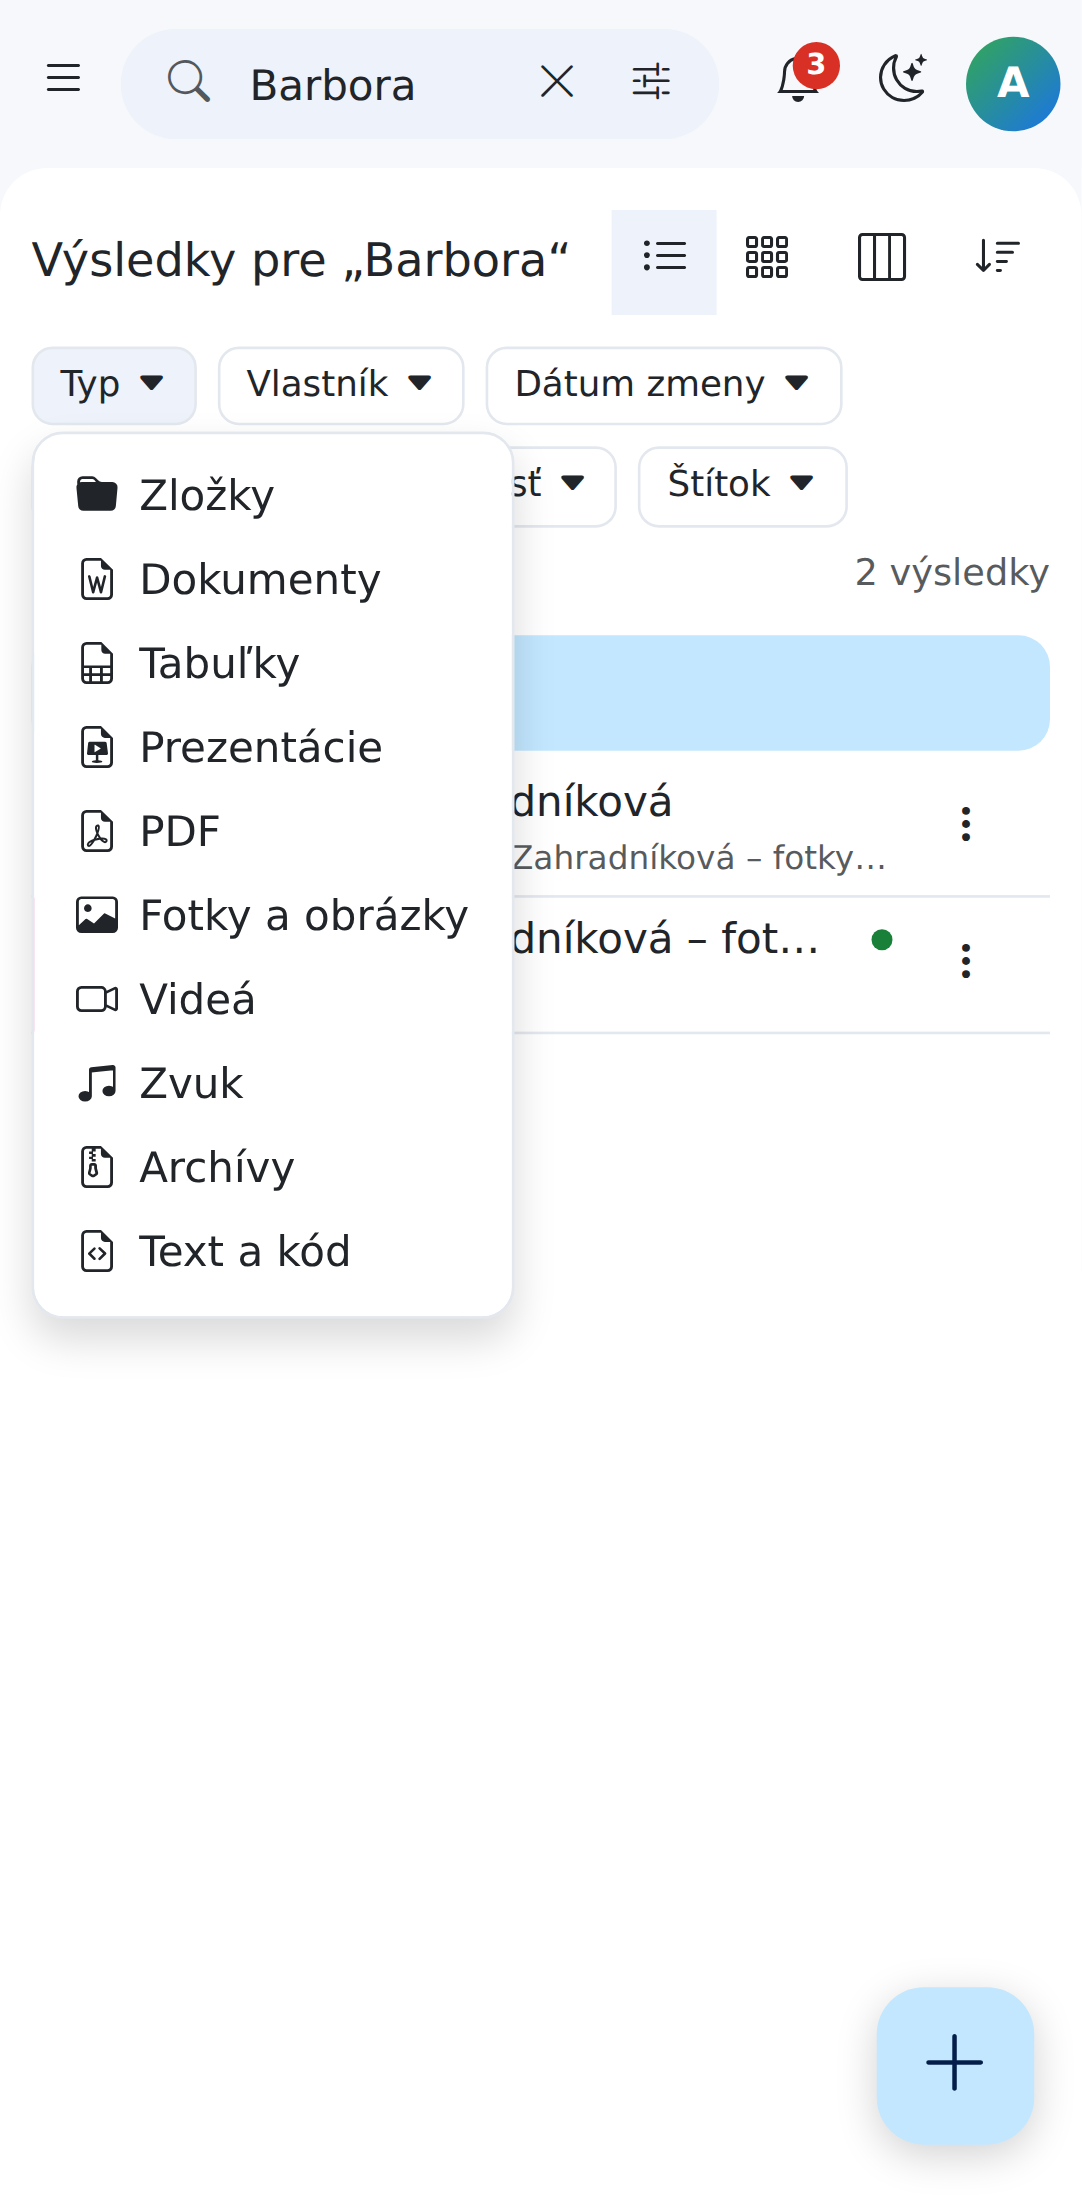 Barbora
3
A
Výsledky pre „Barbora“
Typ Vlastník Dátum zmeny
Štítok
2 výsledky
Zložky
Dokumenty
Tabuľky
Prezentácie
PDF
Fotky a obrázky
Videá
Zvuk
Archívy
Text a kód
dníková
Zahradníková – fotky…
dníková – fot…